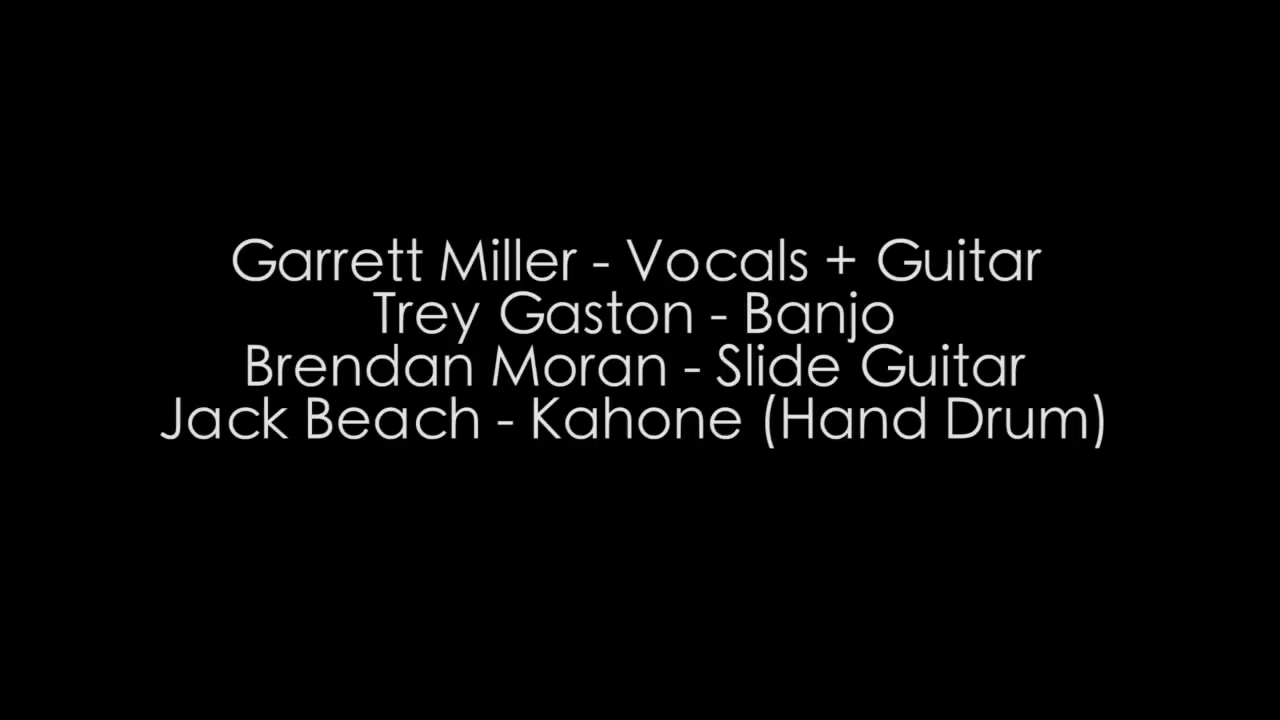 Garrett Miller - Vocals + Guitar
Trey Gaston - Banjo
Brendan Moran - Slide Guitar
Jack Beach - Kahone (Hand Drum)